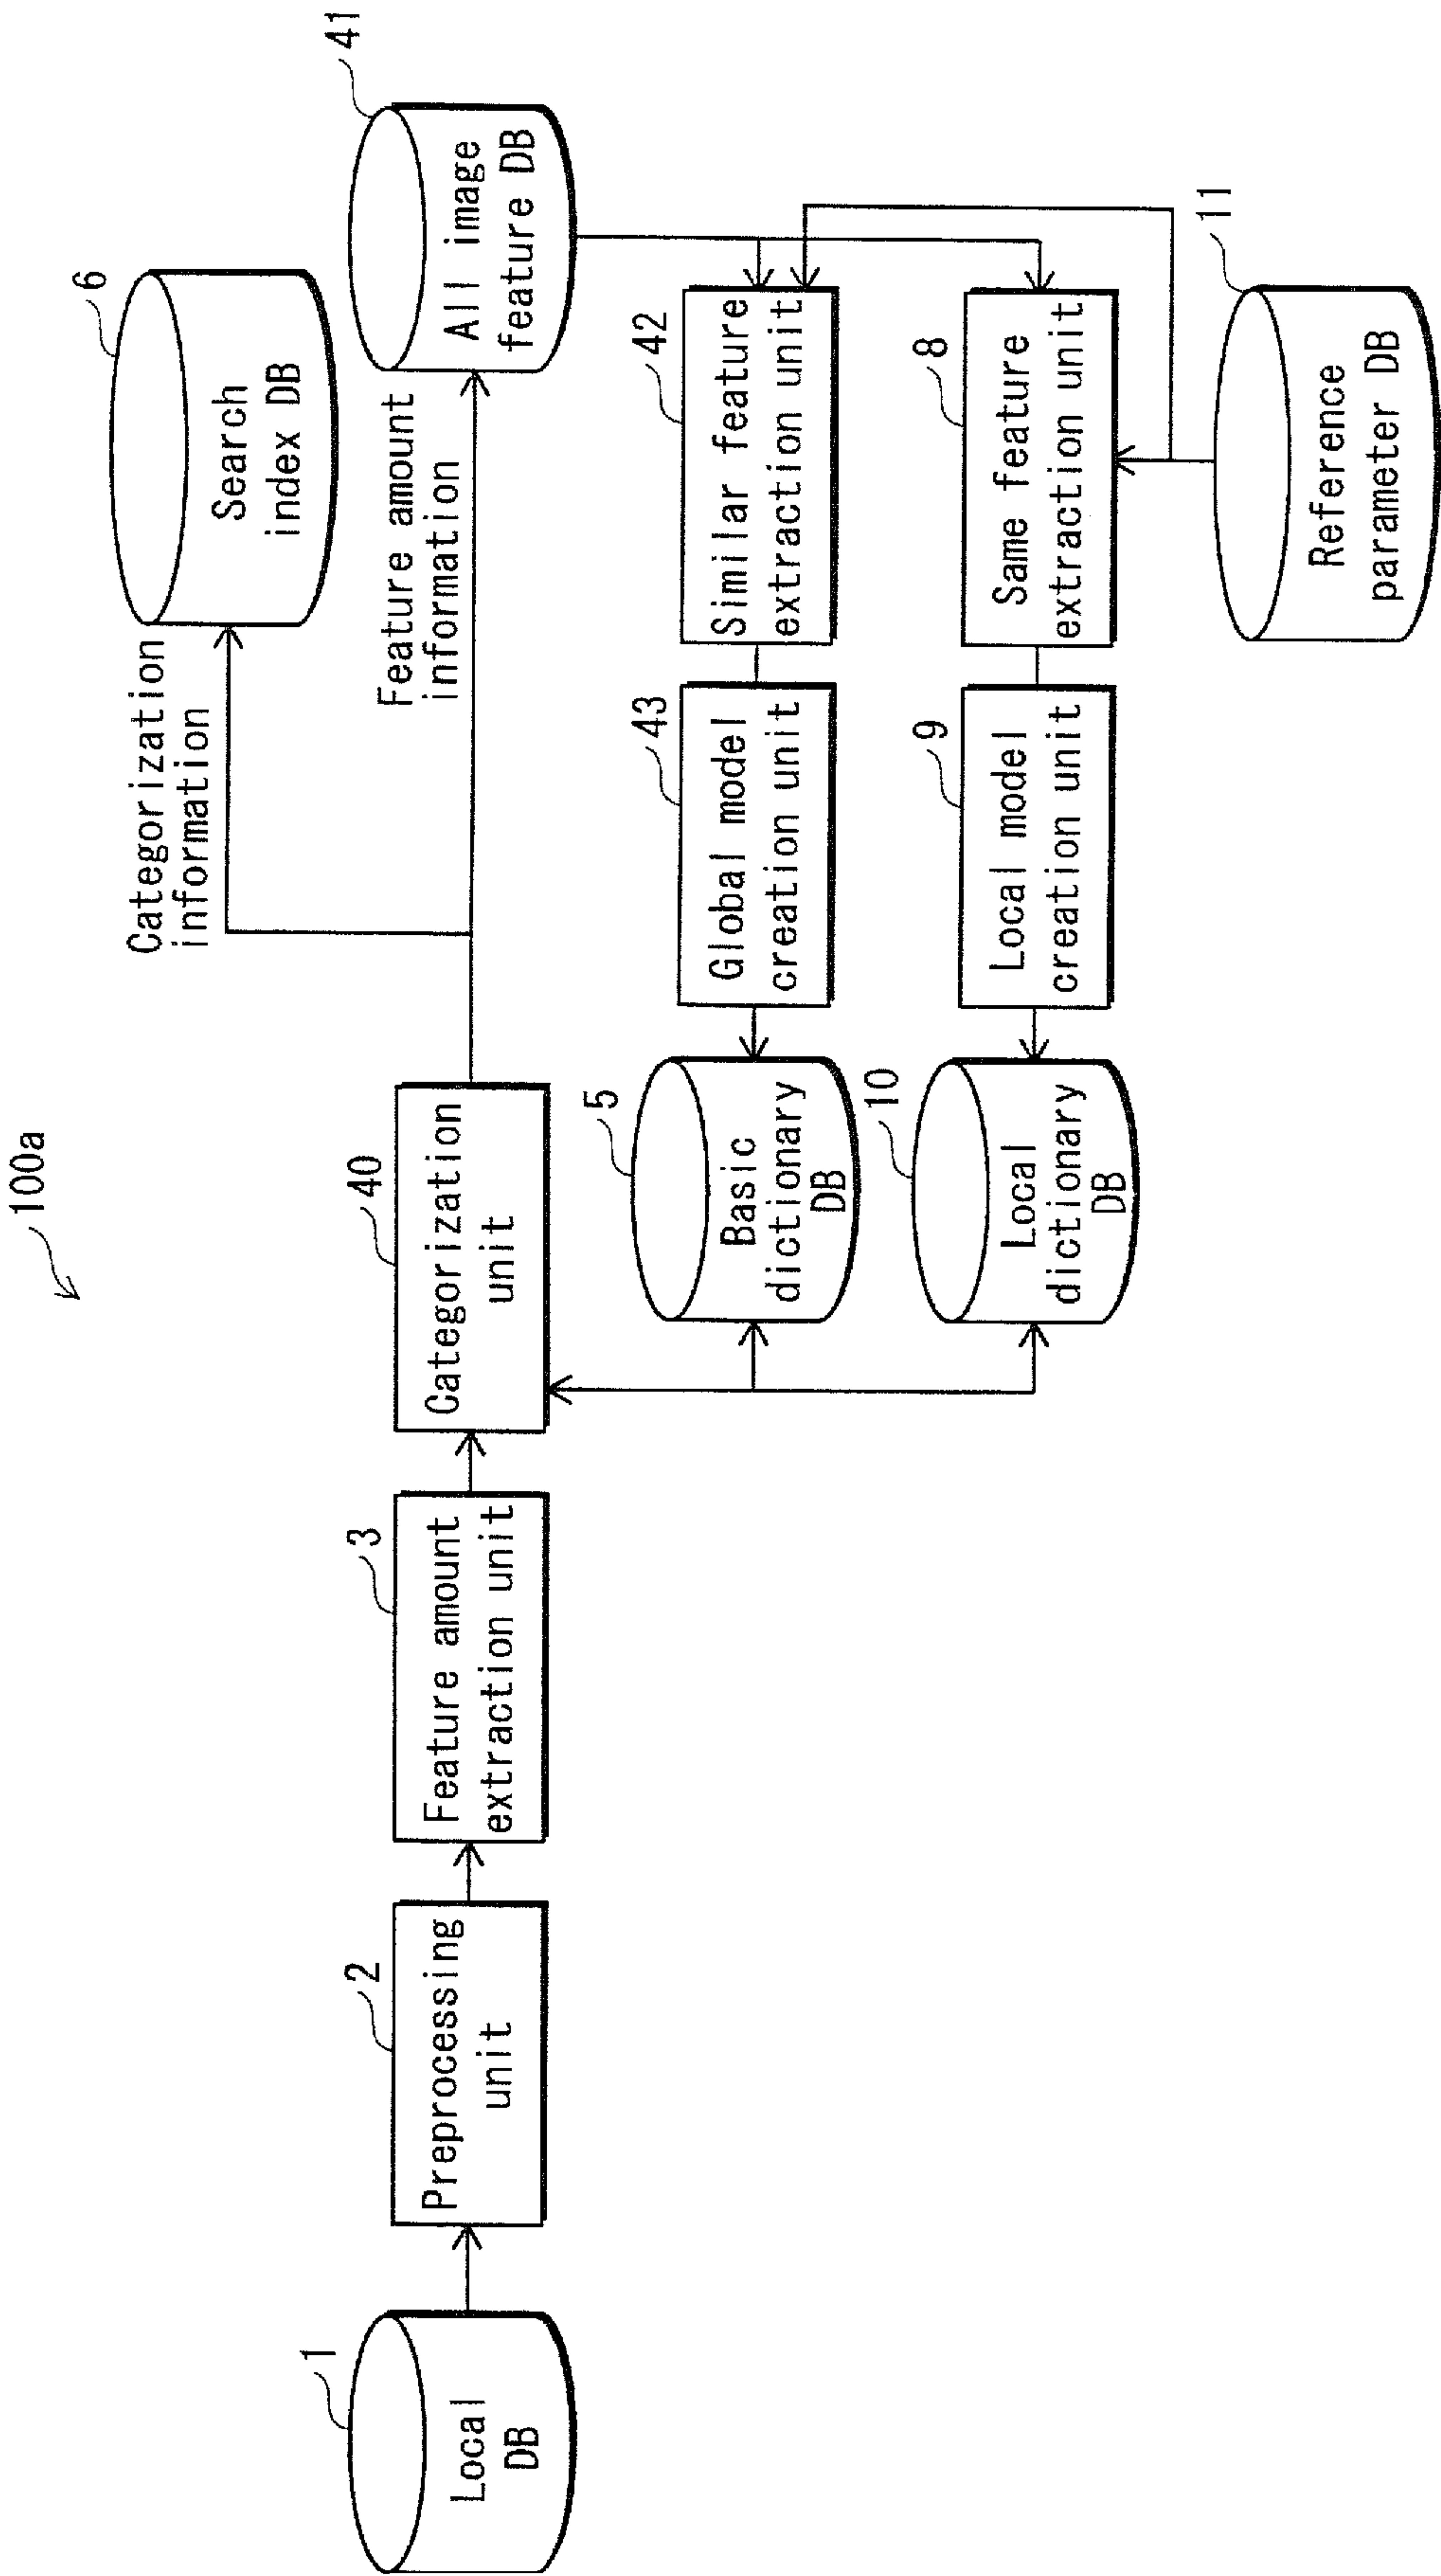 100a
1
Local
DB
2
Preprocessing
unit
3
Feature amount
extraction unit
40
Categorization
unit
Categorization
information
6
Search
index DB
Feature amount
information
41
All image
feature DB
5
Basic
dictionary
DB
43
Global model
creation unit
42
Similar feature
extraction unit
10
Local
dictionary
DB
9
Local model
creation unit
8
Same feature
extraction unit
11
Reference
parameter DB